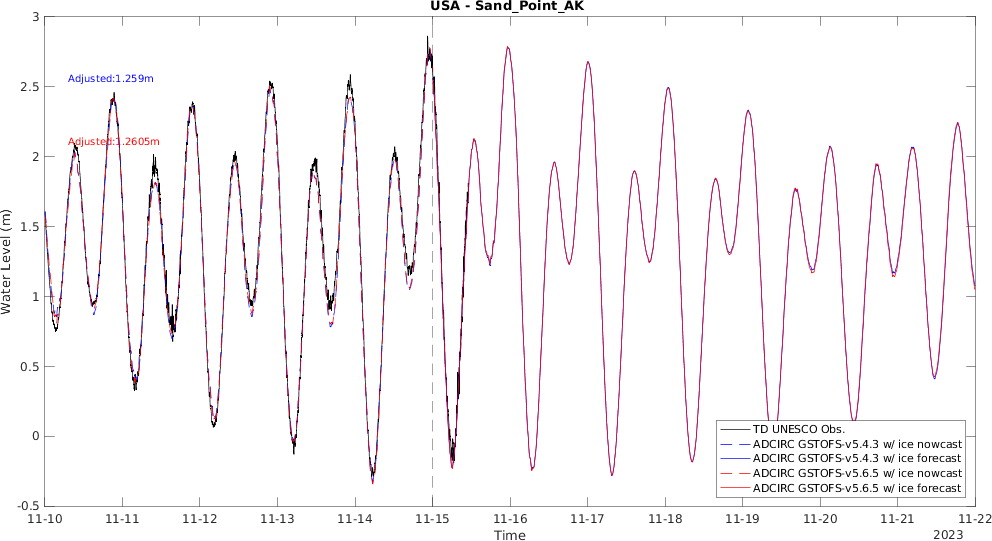 USA - Sand_Point_AK
3
2.5
2
1.5
1
0.5
0
-0.5
Water Level (m)
Adjusted:1.259m
Adjusted:1.2605m
TD UNESCO Obs.
ADCIRC GSTOFS-v5.4.3 w/ ice nowcast
ADCIRC GSTOFS-v5.4.3 w/ ice forecast
ADCIRC GSTOFS-v5.6.5 w/ ice nowcast
ADCIRC GSTOFS-v5.6.5 w/ ice forecast
11-10 11-11 11-12 11-13 11-14 11-15 11-16 11-17 11-18 11-19 11-20 11-21 11-22
Time
2023